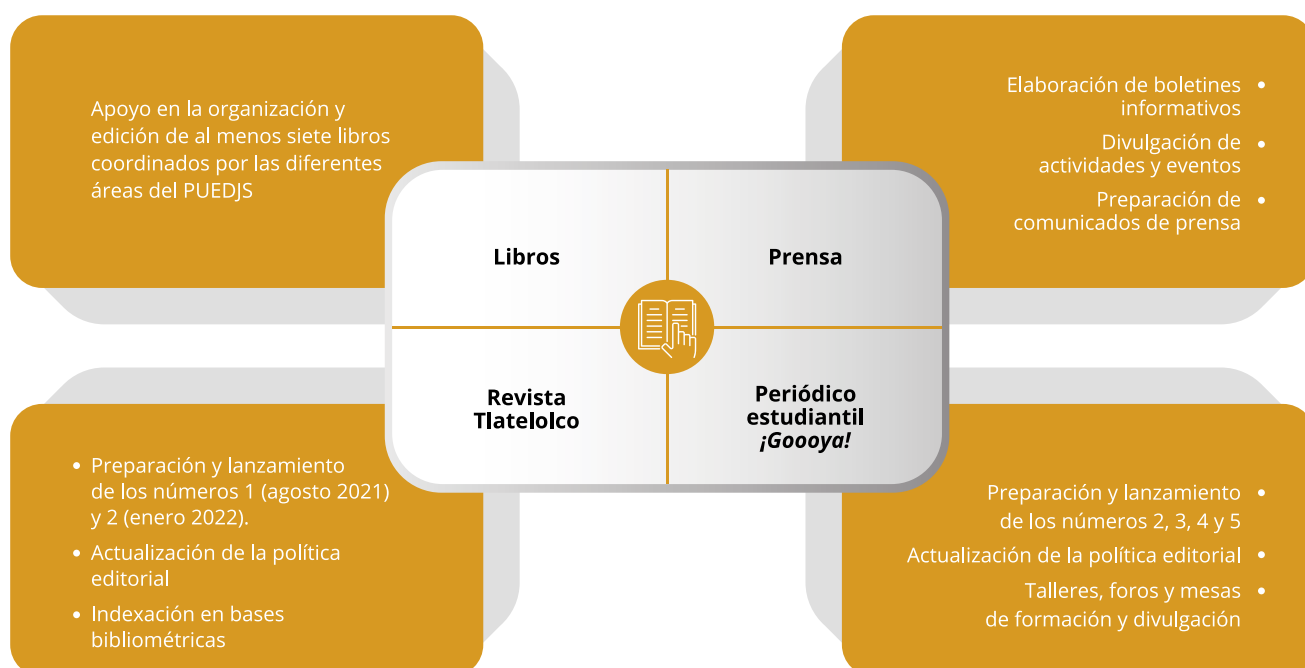 Apoyo en la organización y
edición de al menos siete libros
coordinados por las diferentes
áreas del PUEDJS
Elaboración de boletines •
informativos
Divulgación de •
actividades y eventos
Preparación de •
comunicados de prensa
Libros
Prensa
Revista
Tlatelolco
Periódico
estudiantil
¡Goooya!
• Preparación y lanzamiento
de los números 1 (agosto 2021)
y 2 (enero 2022).
• Actualización de la política
editorial
• Indexación en bases
bibliométricas
Preparación y lanzamiento •
de los números 2, 3, 4 y 5
Actualización de la política editorial •
Talleres, foros y mesas •
de formación y divulgación